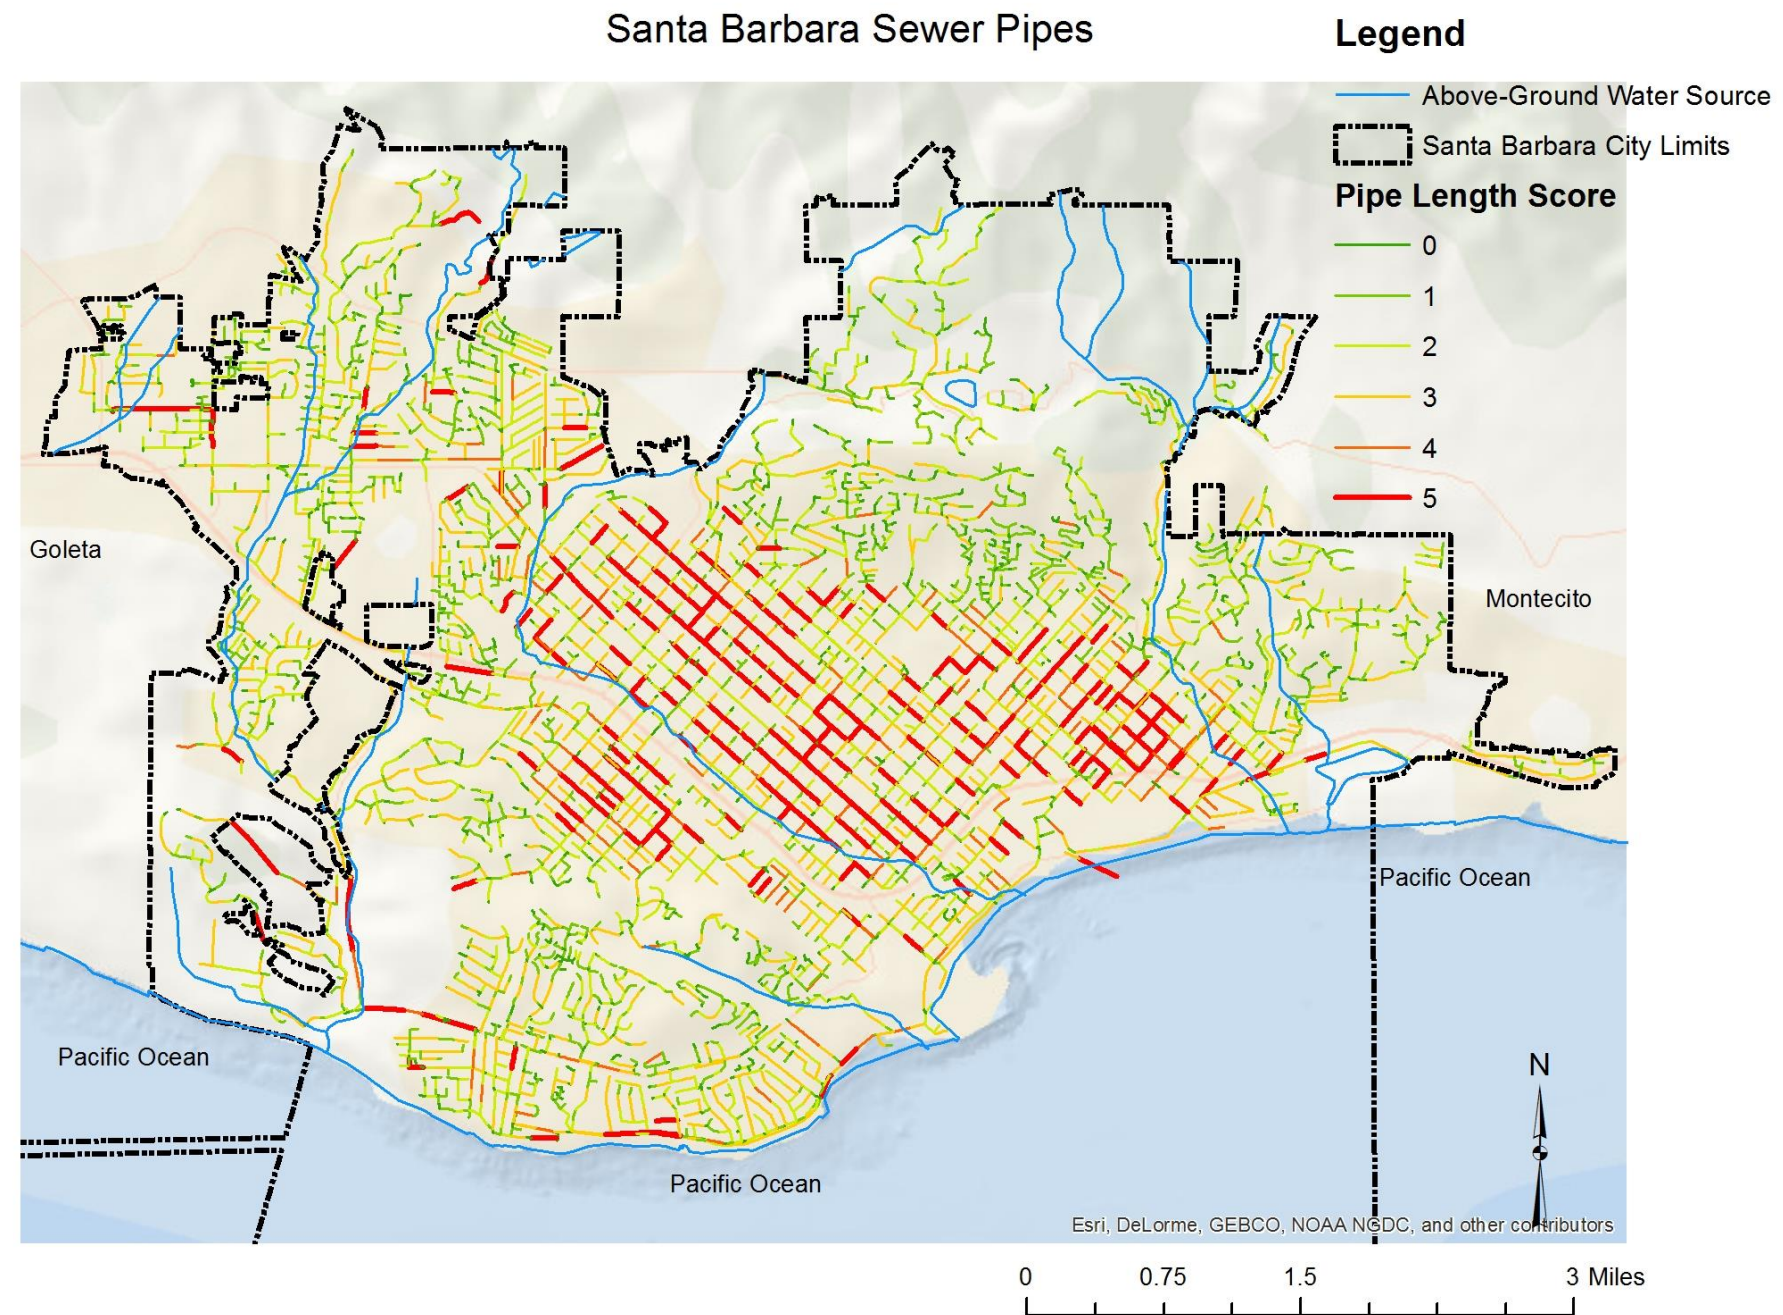 Santa Barbara Sewer Pipes
Legend
Above-Ground Water Source
Santa Barbara City Limits
Pipe Length Score
0
1
2
3
4
5
Goleta
Montecito
Pacific Ocean
Pacific Ocean
Pacific Ocean
N
Esri, DeLorme, GEBCO, NOAA NGDC, and other contributors
0 0.75 1.5 3 Miles